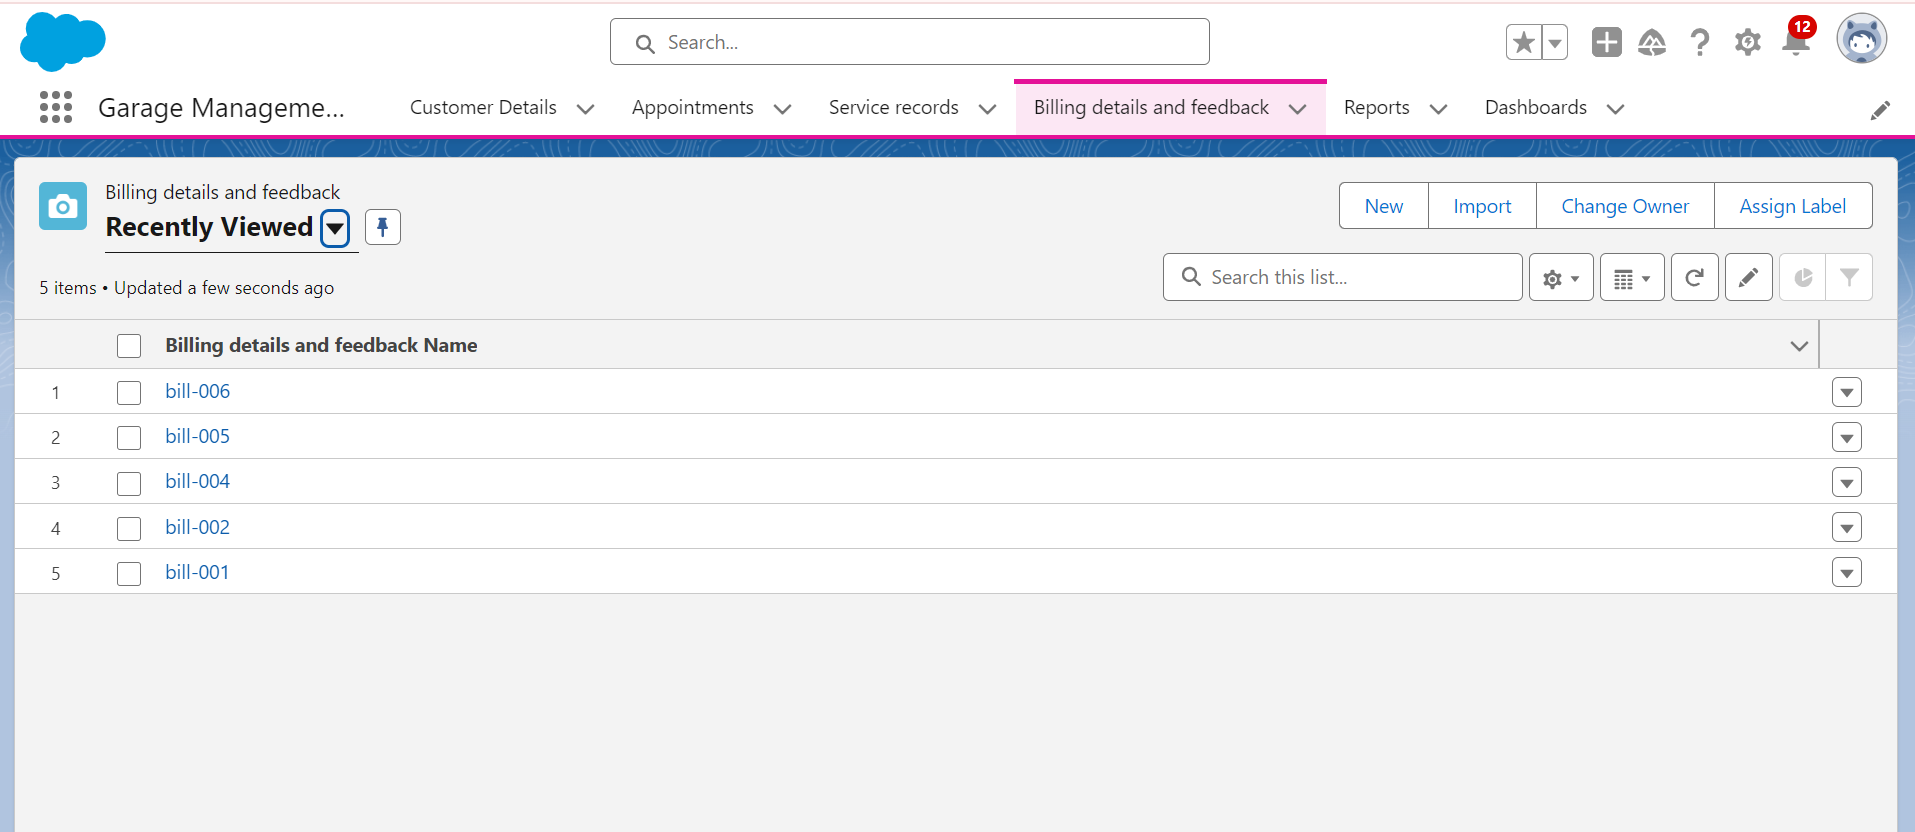 Search...
12
Garage Manageme...
Customer Details
Appointments
Service records
Billing details and feedback
Reports
Dashboards
Billing details and feedback
Recently Viewed
New
Import
Change Owner
Assign Label
5 items • Updated a few seconds ago
Search this list...
Billing details and feedback Name
1 bill-006
2 bill-005
3 bill-004
4 bill-002
5 bill-001